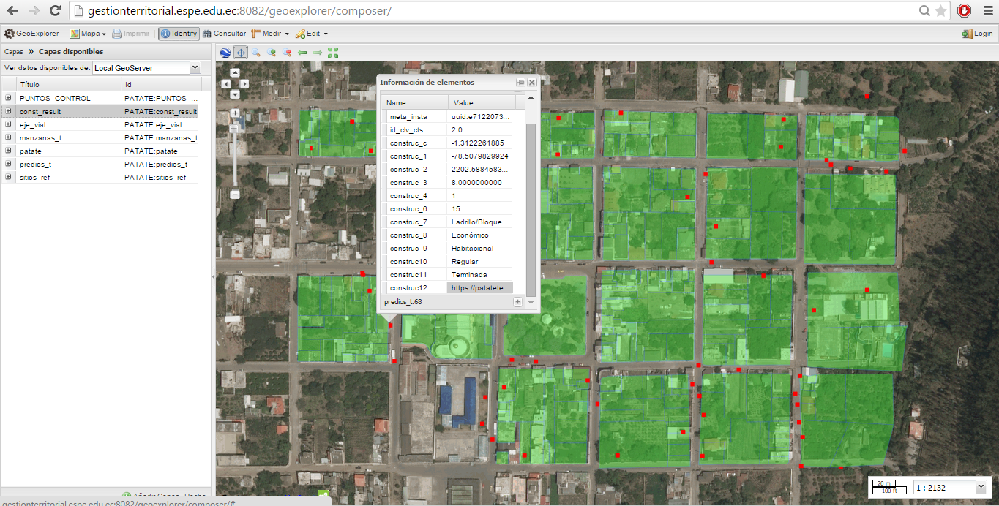 gestionterritorial.espe.edu.ec:8082/geoexplorer/composer/
GeoExplorer Mapa Imprimir Identify Consultar Medir Edit Login
Capas » Capas disponibles
Ver datos disponibles de: Local GeoServer
Título Id
PUNTOS_CONTROL PATATE:PUNTOS_...
const_result PATATE:const_result
eje_vial PATATE:eje_vial
manzanas_t PATATE:manzanas_t
patate PATATE:patate
predios_t PATATE:predios_t
sitios_ref PATATE:sitios_ref
Información de elementos
Name Value
meta_insta uuid:e7122073...
id_clv_cts 2.0
construc_c -1.3122261885
construc_1 -78.5079829924
construc_2 2202.5884583...
construc_3 8.0000000000
construc_4 1
construc_6 15
construc_7 Ladrillo/Bloque
construc_8 Económico
construc_9 Habitacional
construc10 Regular
construc11 Terminada
construc12 https://patatete...
predios_t.68
20 m
100 ft
1 : 2132
Añadir Capas Hecho
gestionterritorial.espe.edu.ec:8082/geoexplorer/composer/#